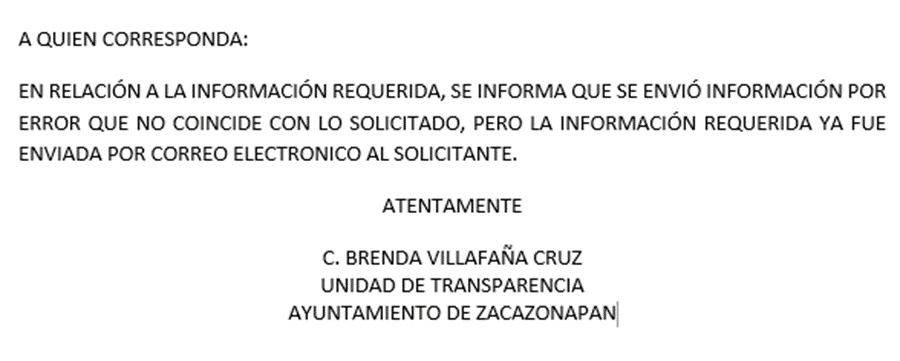 A QUIEN CORRESPONDA:
EN RELACIÓN A LA INFORMACIÓN REQUERIDA, SE INFORMA QUE SE ENVIÓ INFORMACIÓN POR
ERROR QUE NO COINCIDE CON LO SOLICITADO, PERO LA INFORMACIÓN REQUERIDA YA FUE
ENVIADA POR CORREO ELECTRONICO AL SOLICITANTE.
ATENTAMENTE
C. BRENDA VILLAFAÑA CRUZ
UNIDAD DE TRANSPARENCIA
AYUNTAMIENTO DE ZACAZONAPAN